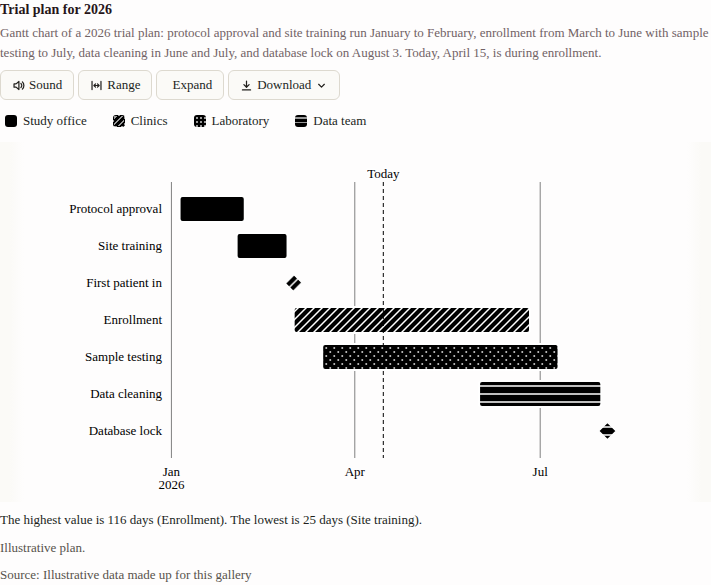 Trial plan for 2026
Gantt chart of a 2026 trial plan: protocol approval and site training run January to February, enrollment from March to June with sample
testing to July, data cleaning in June and July, and database lock on August 3. Today, April 15, is during enrollment.
Sound Range Expand Download
Study office Clinics Laboratory Data team
Today
Protocol approval
Site training
First patient in
Enrollment
Sample testing
Data cleaning
Database lock
Jan Apr Jul
2026
The highest value is 116 days (Enrollment). The lowest is 25 days (Site training).
Illustrative plan.
Source: Illustrative data made up for this gallery